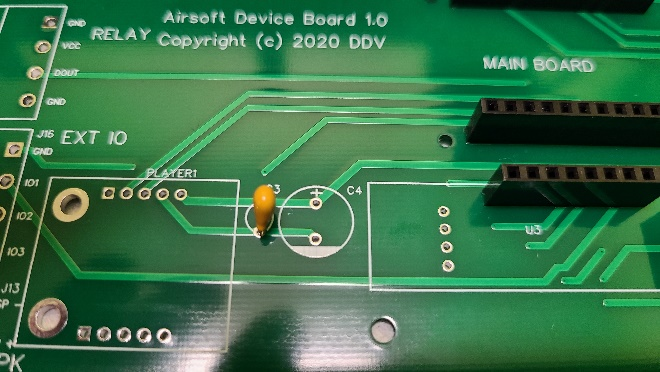 Airsoft Device Board 1.0
Copyright (c) 2020 DDV
RELAY
GND
VCC
DOUT
GND
MAIN BOARD
J15
EXT IO
GND
IO1
IO2
IO3
J13
PLAYER1
C4
+
U3